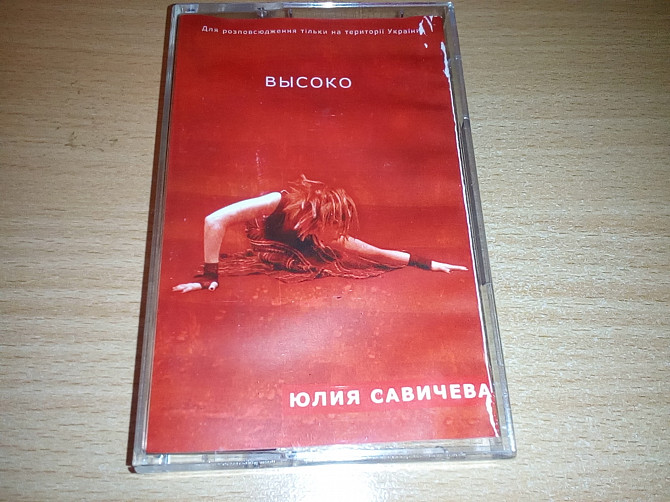 Для розповсюдження тільки на території України
ВЫСОКО
ЮЛИЯ САВИЧЕВА